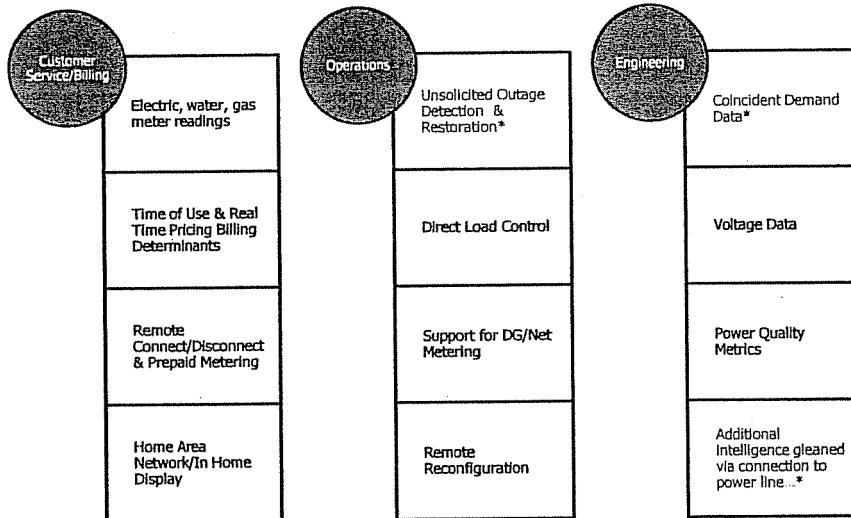 Customer
Service/Billing
Electric, water, gas
meter readings
Time of Use & Real
Time Pricing Billing
Determinants
Remote
Connect/Disconnect
& Prepaid Metering
Home Area
Network/In Home
Display
Operations
Unsolicited Outage
Detection &
Restoration*
Direct Load Control
Support for DG/Net
Metering
Remote
Reconfiguration
Engineering
Coincident Demand
Data*
Voltage Data
Power Quality
Metrics
Additional
Intelligence gleaned
via connection to
power line...*